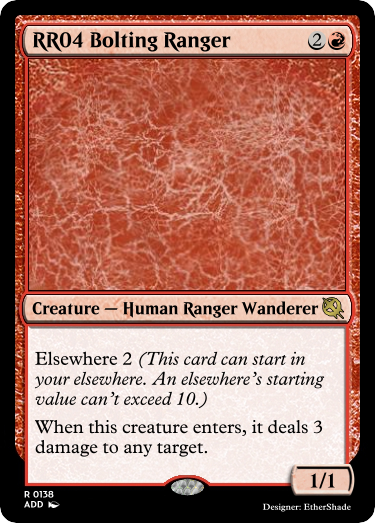 RR04 Bolting Ranger 2
Creature — Human Ranger Wanderer
Elsewhere 2 (This card can start in
your elsewhere. An elsewhere's starting
value can't exceed 10.)
When this creature enters, it deals 3
damage to any target.
1/1
R 0138
ADD
Designer: EtherShade